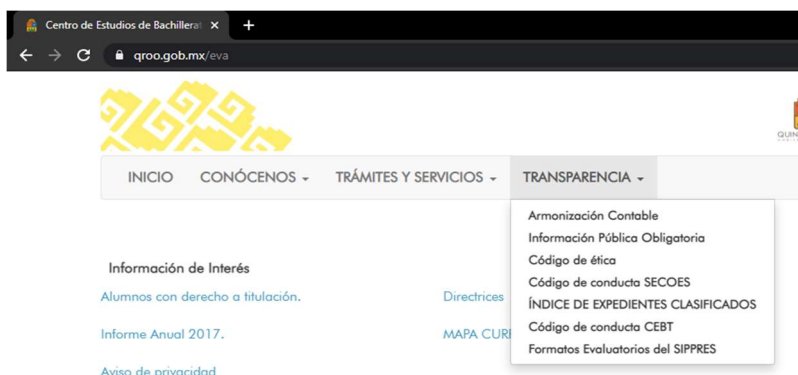 Centro de Estudios de Bachillerat
qroo.gob.mx/eva
INICIO CONÓCENOS TRÁMITES Y SERVICIOS TRANSPARENCIA
Armonización Contable
Información Pública Obligatoria
Código de ética
Código de conducta SECOES
ÍNDICE DE EXPEDIENTES CLASIFICADOS
Código de conducta CEBT
Formatos Evaluatorios del SIPPRES
Información de Interés
Alumnos con derecho a titulación. Directrices
Informe Anual 2017. MAPA CURR
Aviso de privacidad